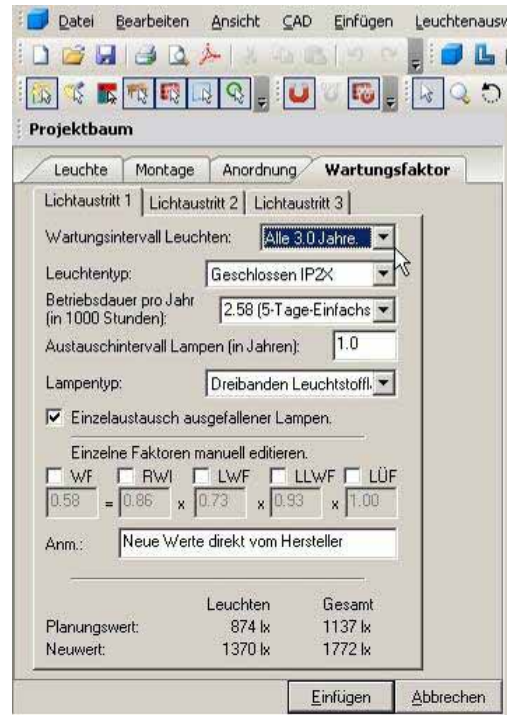 Datei Bearbeiten Ansicht CAD Einfügen
Projektbaum
Leuchte Montage Anordnung Wartungsfaktor
Lichtaustritt 1 Lichtaustritt 2 Lichtaustritt 3
Wartungsintervall Leuchten: Alle 3.0 Jahre.
Leuchtentyp: Geschlossen IP2X
Betriebsdauer pro Jahr
(in 1000 Stunden): 2.58 (5-Tage-Einfachs
Austauschintervall Lampen (in Jahren): 1.0
Lampentyp: Dreibanden Leuchtstoffl.
Einzelaustausch ausgefallener Lampen.
Einzelne Faktoren manuell editieren.
WF RWI LWF LLWF LÜF
0.58 = 0.86 x 0.73 x 0.93 x 1.00
Anm.: Neue Werte direkt vom Hersteller
Leuchten Gesamt
Planungswert: 874 lx 1137 lx
Neuwert: 1370 lx 1772 lx
Einfügen Abbrechen